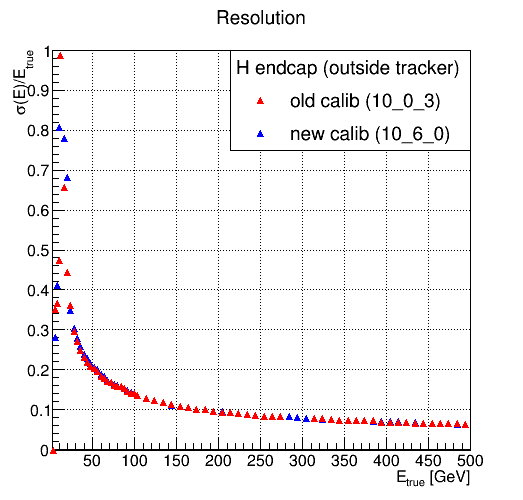 Resolution
σ(E)/E_true
H endcap (outside tracker)
old calib (10_0_3)
new calib (10_6_0)
1
0.9
0.8
0.7
0.6
0.5
0.4
0.3
0.2
0.1
0
50 100 150 200 250 300 350 400 450 500
E_true [GeV]